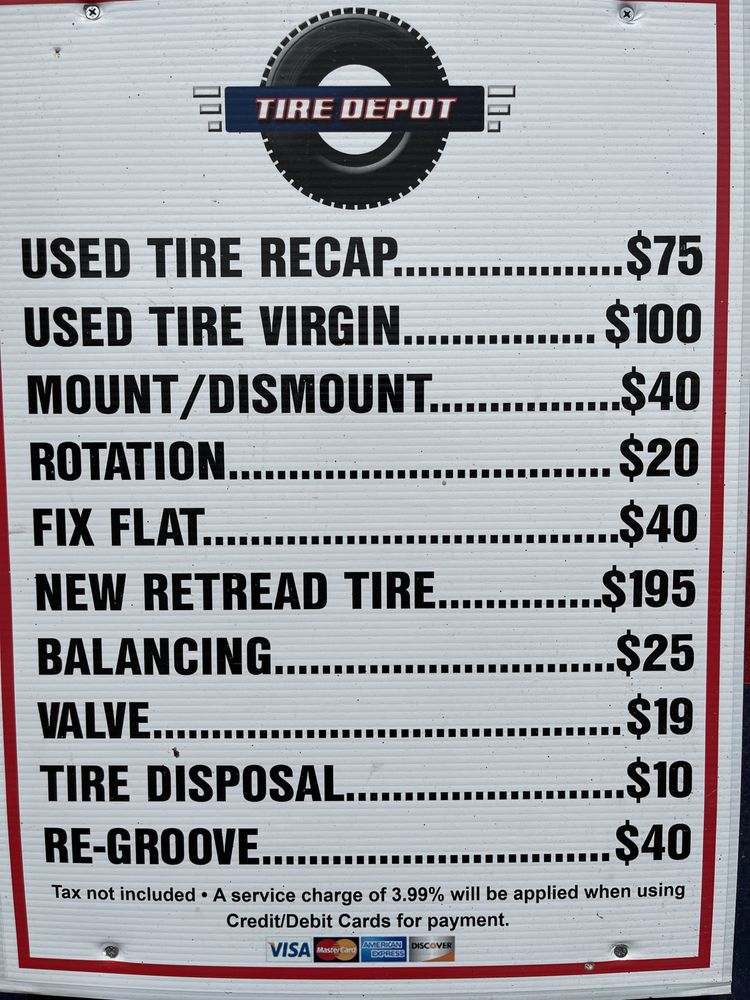 TIRE DEPOT
USED TIRE RECAP..................$75
USED TIRE VIRGIN................ $100
MOUNT/DISMOUNT................$40
ROTATION................................ $20
FIX FLAT...................................$40
NEW RETREAD TIRE..............$195
BALANCING.............................$25
VALVE........................................ $19
TIRE DISPOSAL.......................$10
RE-GROOVE..............................$40
Tax not included • A service charge of 3.99% will be applied when using
Credit/Debit Cards for payment.
VISA MasterCard AMERICAN EXPRESS DISCOVER